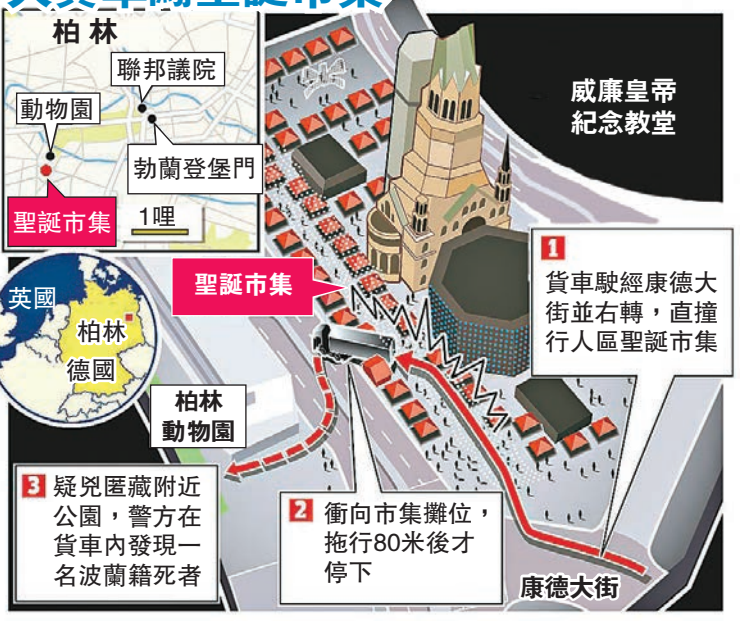 聖誕市集
柏林
聯邦議院
動物園
勃蘭登堡門
聖誕市集
1哩
威廉皇帝
紀念教堂
英國
柏林
德國
聖誕市集
1
貨車駛經康德大
街並右轉，直撞
行人區聖誕市集
柏林
動物園
3 疑兇匿藏附近
公園，警方在
貨車內發現一
名波蘭籍死者
2 衝向市集攤位，
拖行80米後才
停下
康德大街